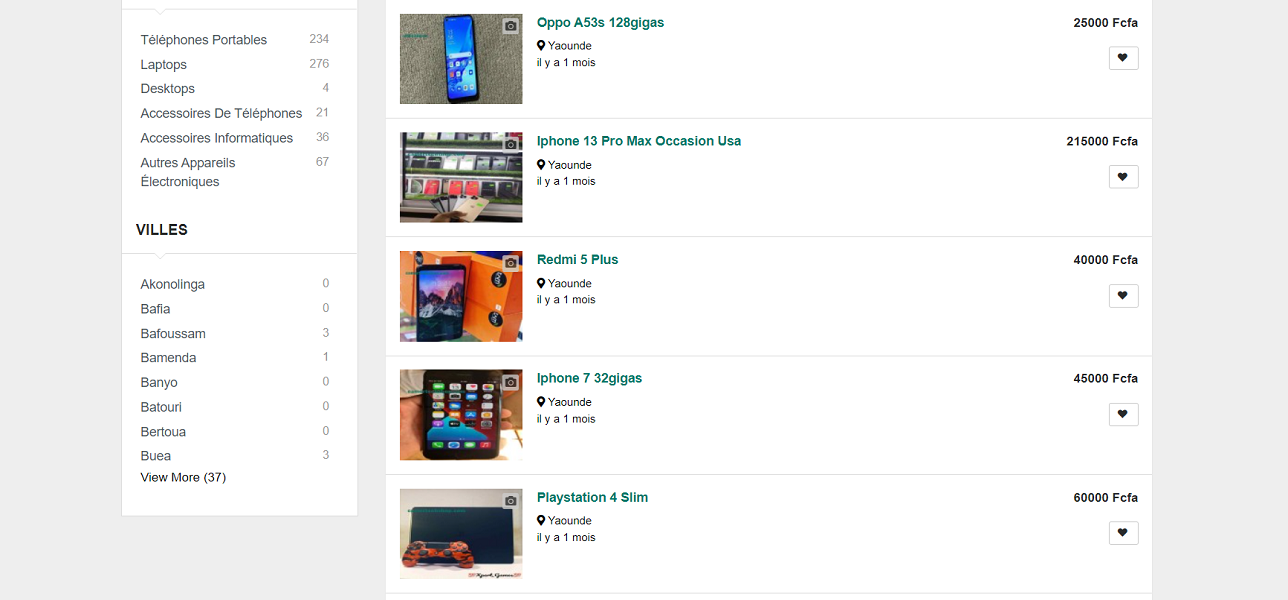 Téléphones Portables 234
Laptops 276
Desktops 4
Accessoires De Téléphones 21
Accessoires Informatiques 36
Autres Appareils 67
Électroniques
VILLES
Akonolinga 0
Bafia 0
Bafoussam 3
Bamenda 1
Banyo 0
Batouri 0
Bertoua 0
Buea 3
View More (37)
Oppo A53s 128gigas 25000 Fcfa
Yaounde
il y a 1 mois
Iphone 13 Pro Max Occasion Usa 215000 Fcfa
Yaounde
il y a 1 mois
Redmi 5 Plus 40000 Fcfa
Yaounde
il y a 1 mois
Iphone 7 32gigas 45000 Fcfa
Yaounde
il y a 1 mois
Playstation 4 Slim 60000 Fcfa
Yaounde
il y a 1 mois